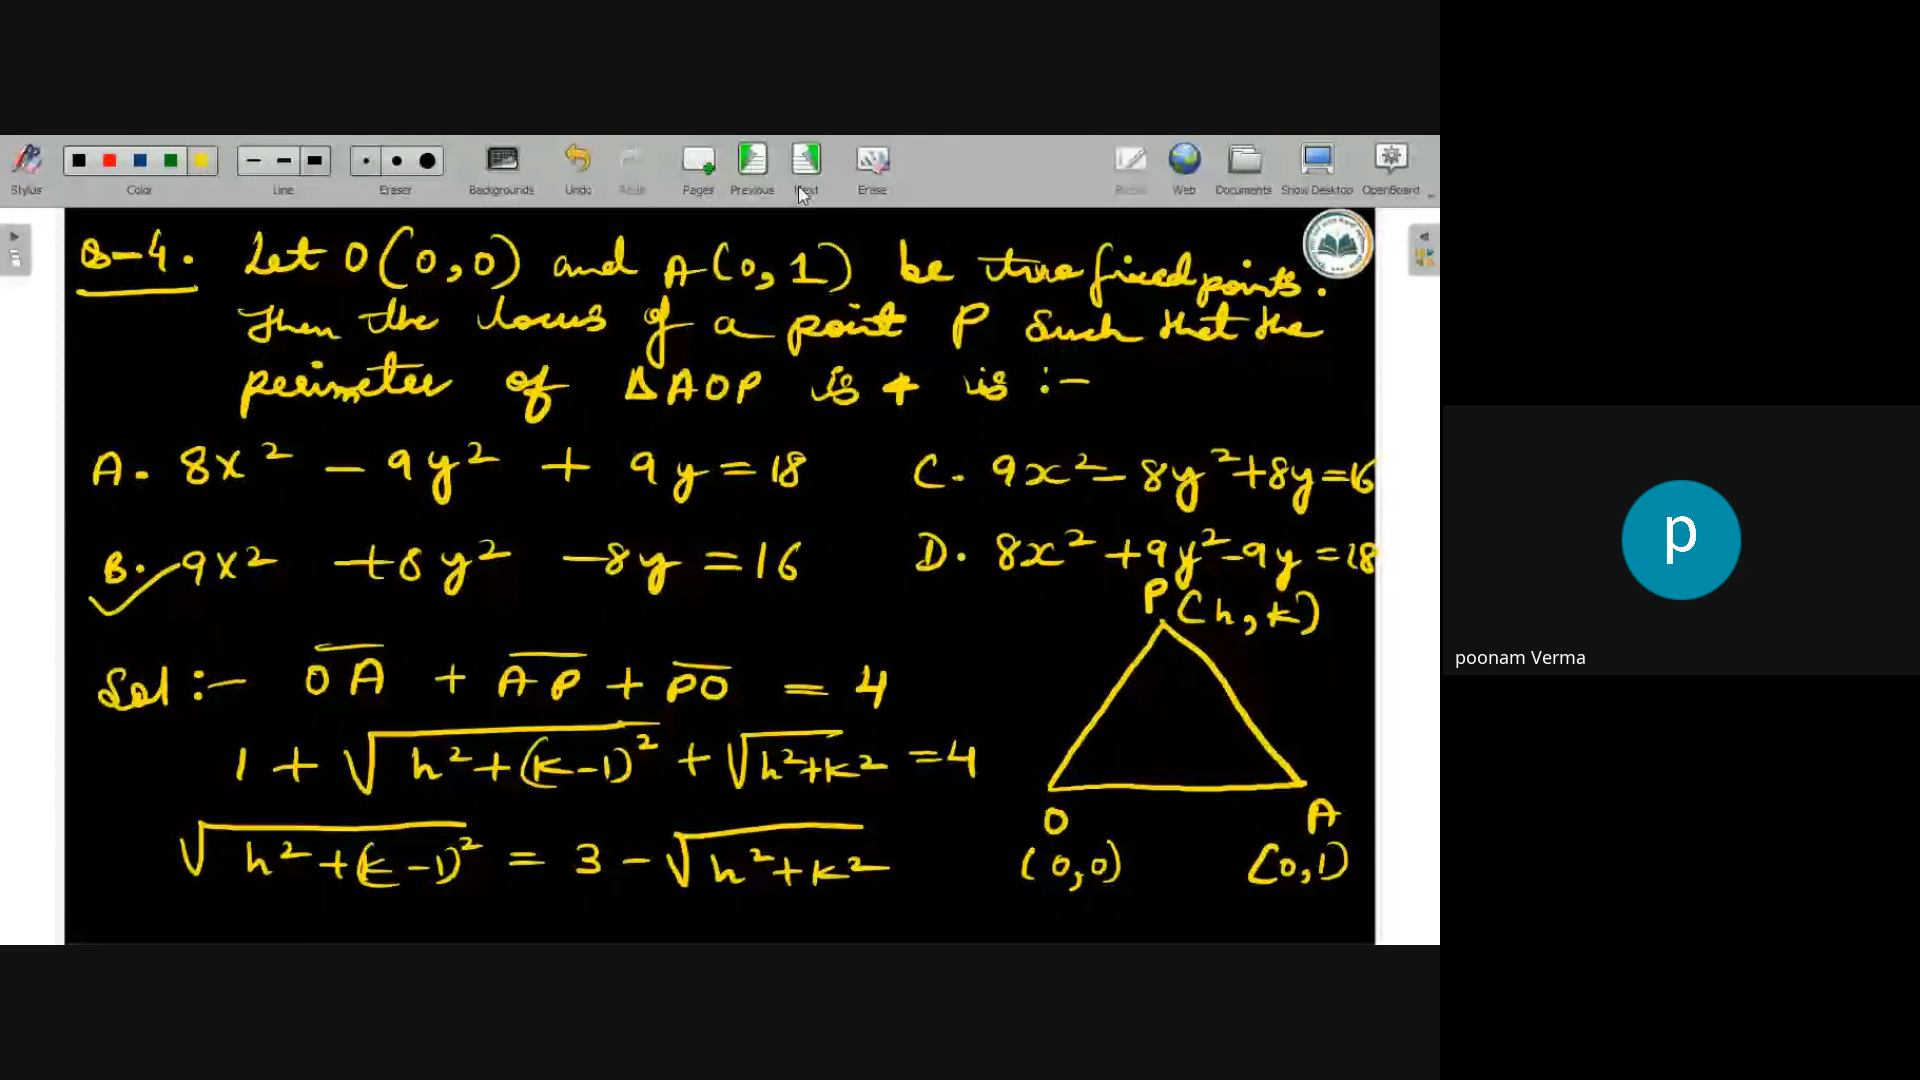 Stylus
Color
Line
Eraser
Backgrounds
Undo
Pages
Previous
Next
Erase
Web
Documents
Show Desktop
OpenBoard
Q-4. Let O(0,0) and A(0,1) be two fixed points.
Then the locus of a point P such that the
perimeter of ΔAOP is 4 is :-
A. 8x² - 9y² + 9y = 18
C. 9x² - 8y² + 8y = 16
B. 9x² + 8y² - 8y = 16
D. 8x² + 9y² - 9y = 18
P (h, k)
Sol :- OA + AP + PO = 4
1 + √h² + (k-1)² + √h²+k² = 4
√h² + (k-1)² = 3 - √h²+k²
O
A
(0,0)
(0,1)
p
poonam Verma